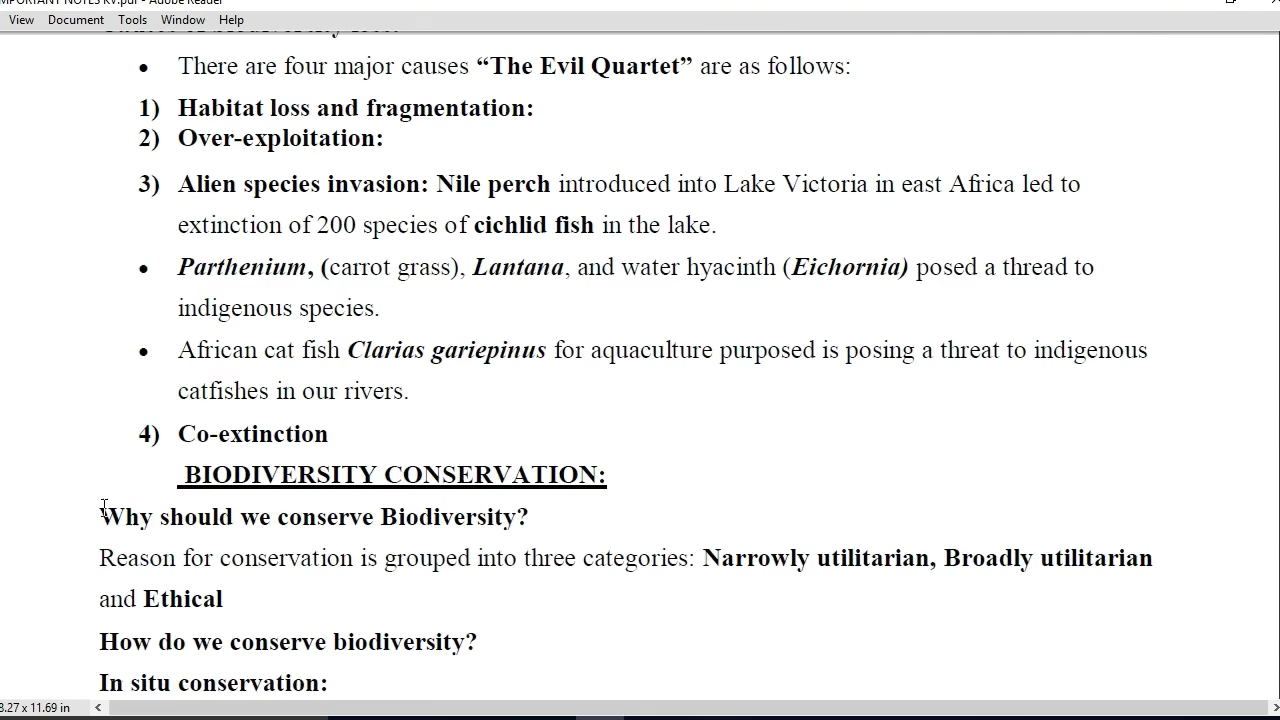 View Document Tools Window Help
• There are four major causes “The Evil Quartet” are as follows:
1) Habitat loss and fragmentation:
2) Over-exploitation:
3) Alien species invasion: Nile perch introduced into Lake Victoria in east Africa led to
extinction of 200 species of cichlid fish in the lake.
• Parthenium, (carrot grass), Lantana, and water hyacinth (Eichornia) posed a thread to
indigenous species.
• African cat fish Clarias gariepinus for aquaculture purposed is posing a threat to indigenous
catfishes in our rivers.
4) Co-extinction
BIODIVERSITY CONSERVATION:
Why should we conserve Biodiversity?
Reason for conservation is grouped into three categories: Narrowly utilitarian, Broadly utilitarian
and Ethical
How do we conserve biodiversity?
In situ conservation:
8.27 x 11.69 in